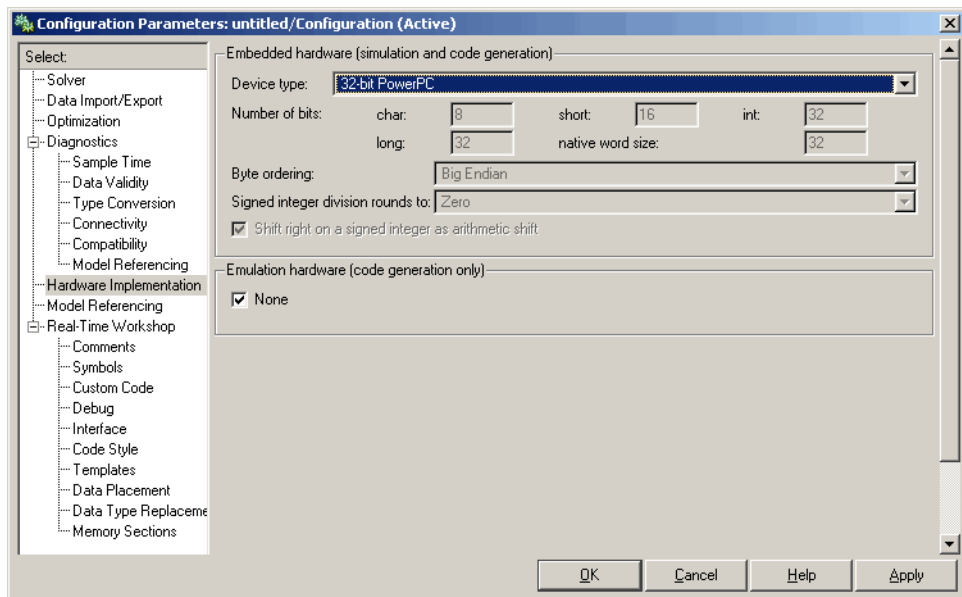 Configuration Parameters: untitled/Configuration (Active)
Select:
Solver
Data Import/Export
Optimization
Diagnostics
Sample Time
Data Validity
Type Conversion
Connectivity
Compatibility
Model Referencing
Hardware Implementation
Model Referencing
Real-Time Workshop
Comments
Symbols
Custom Code
Debug
Interface
Code Style
Templates
Data Placement
Data Type Replaceme
Memory Sections
Embedded hardware (simulation and code generation)
Device type: 32-bit PowerPC
Number of bits: char: 8 short: 16 int: 32
long: 32 native word size: 32
Byte ordering: Big Endian
Signed integer division rounds to: Zero
Shift right on a signed integer as arithmetic shift
Emulation hardware (code generation only)
None
OK Cancel Help Apply